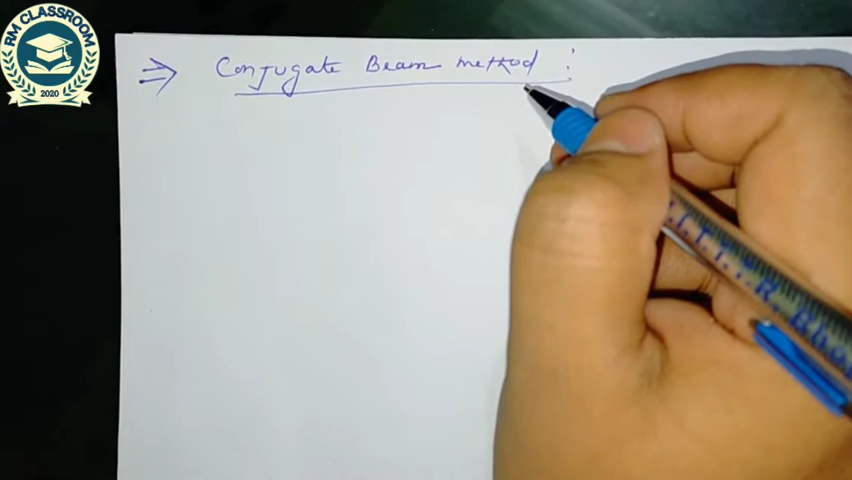 RM CLASSROOM
2020
⇒ Conjugate Beam method :